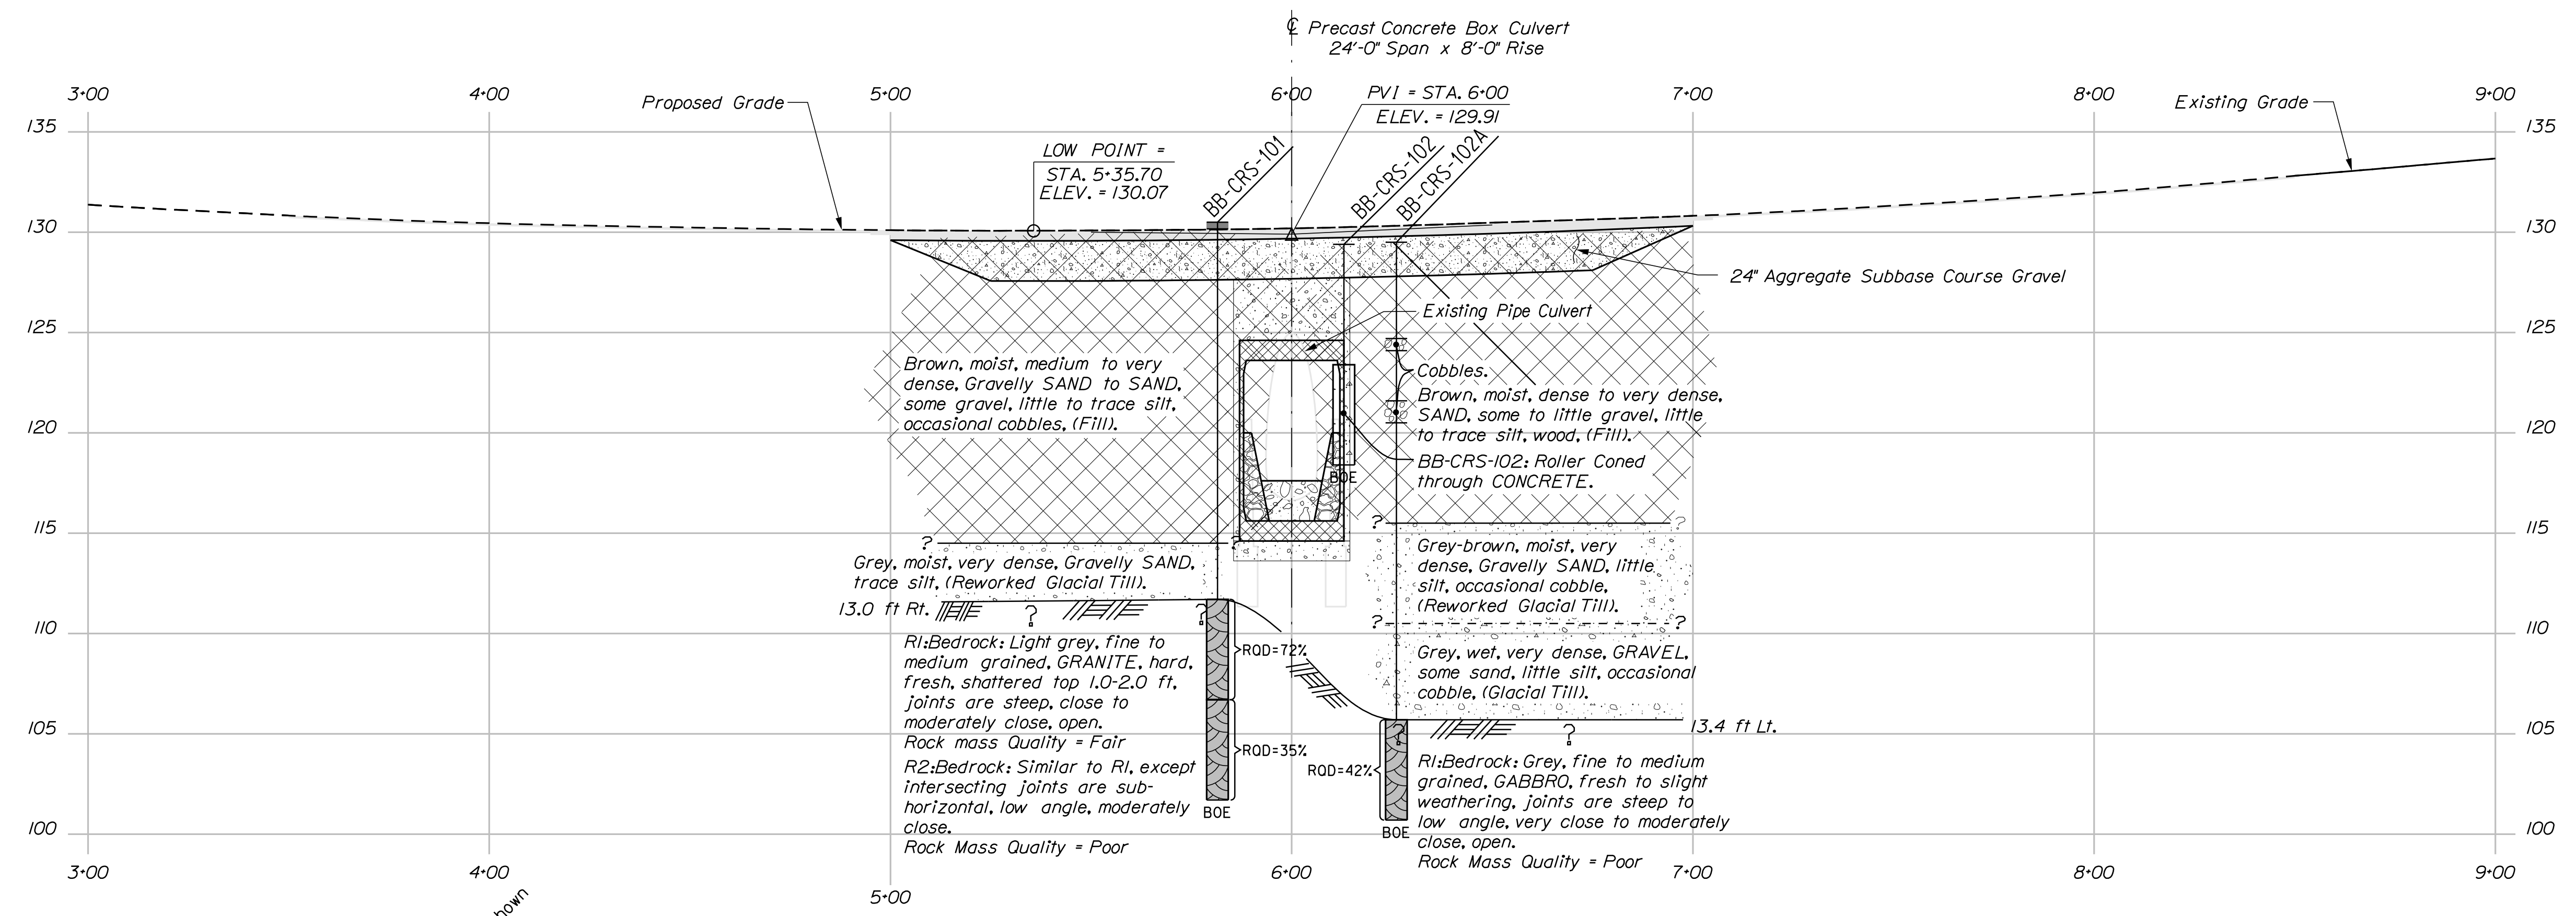 ℄ Precast Concrete Box Culvert
24'-0" Span x 8'-0" Rise
3+00 4+00 5+00 6+00 7+00 8+00 9+00
Proposed Grade
PVI = STA. 6+00
ELEV. = 129.91
Existing Grade
135 135
LOW POINT =
STA. 5+35.70
ELEV. = 130.07
BB-CRS-101
BB-CRS-102
BB-CRS-102A
130 130
24" Aggregate Subbase Course Gravel
Existing Pipe Culvert
125 125
Brown, moist, medium to very
dense, Gravelly SAND to SAND,
some gravel, little to trace silt,
occasional cobbles, (Fill).
Cobbles.
Brown, moist, dense to very dense,
SAND, some to little gravel, little
to trace silt, wood, (Fill).
120 120
BB-CRS-102: Roller Coned
through CONCRETE.
BOE
115 115
? ? ? ?
Grey, moist, very dense, Gravelly SAND,
trace silt, (Reworked Glacial Till).
Grey-brown, moist, very
dense, Gravelly SAND, little
silt, occasional cobble,
(Reworked Glacial Till).
13.0 ft Rt.
? ? ? ?
110 110
R1:Bedrock: Light grey, fine to
medium grained, GRANITE, hard,
fresh, shattered top 1.0-2.0 ft,
joints are steep, close to
moderately close, open.
Rock mass Quality = Fair
RQD=72%
Grey, wet, very dense, GRAVEL,
some sand, little silt, occasional
cobble, (Glacial Till).
105 105
13.4 ft Lt.
? ?
R2:Bedrock: Similar to R1, except
intersecting joints are sub-
horizontal, low angle, moderately
close.
Rock Mass Quality = Poor
RQD=35%
BOE
RQD=42%
BOE
R1:Bedrock: Grey, fine to medium
grained, GABBRO, fresh to slight
weathering, joints are steep to
low angle, very close to moderately
close, open.
Rock Mass Quality = Poor
100 100
3+00 4+00 5+00 6+00 7+00 8+00 9+00